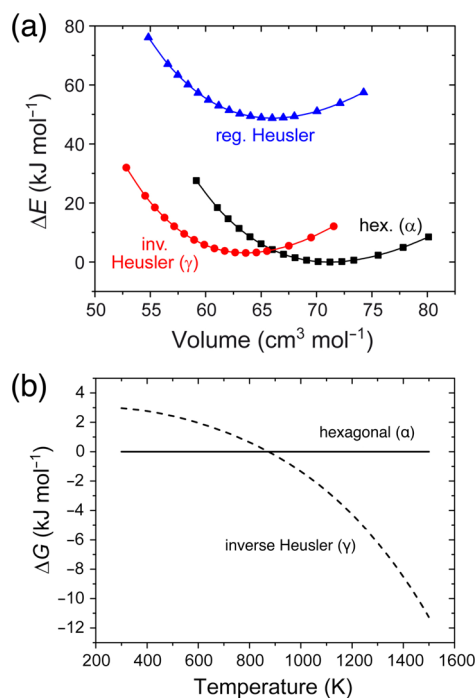 (a)
80
60
40
20
0
ΔE (kJ mol⁻¹)
reg. Heusler
inv.
Heusler (γ)
hex. (α)
50 55 60 65 70 75 80
Volume (cm³ mol⁻¹)
(b)
4
2
0
-2
-4
-6
-8
-10
-12
ΔG (kJ mol⁻¹)
hexagonal (α)
inverse Heusler (γ)
200 400 600 800 1000 1200 1400 1600
Temperature (K)